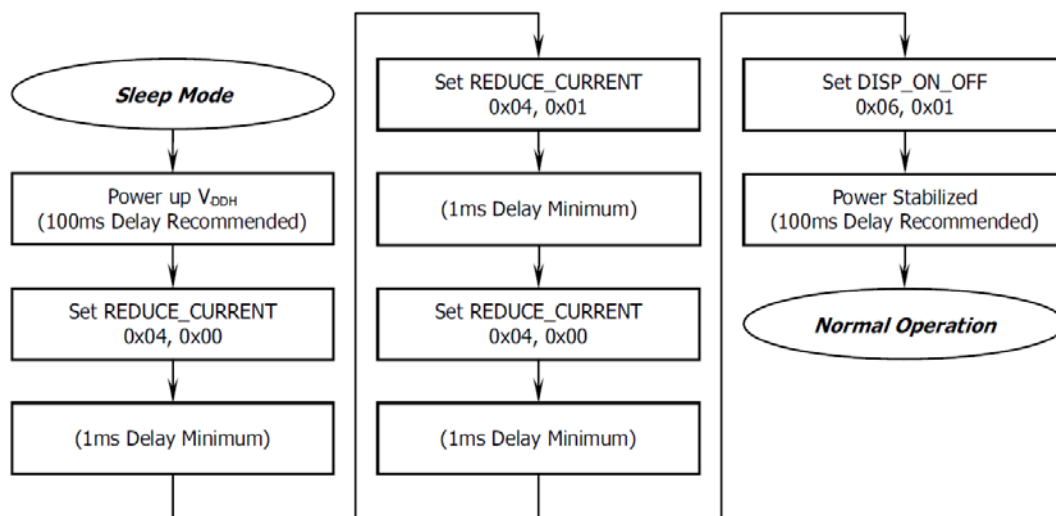 Sleep Mode
Power up VDDH
(100ms Delay Recommended)
Set REDUCE_CURRENT
0x04, 0x00
(1ms Delay Minimum)
Set REDUCE_CURRENT
0x04, 0x01
(1ms Delay Minimum)
Set REDUCE_CURRENT
0x04, 0x00
(1ms Delay Minimum)
Set DISP_ON_OFF
0x06, 0x01
Power Stabilized
(100ms Delay Recommended)
Normal Operation